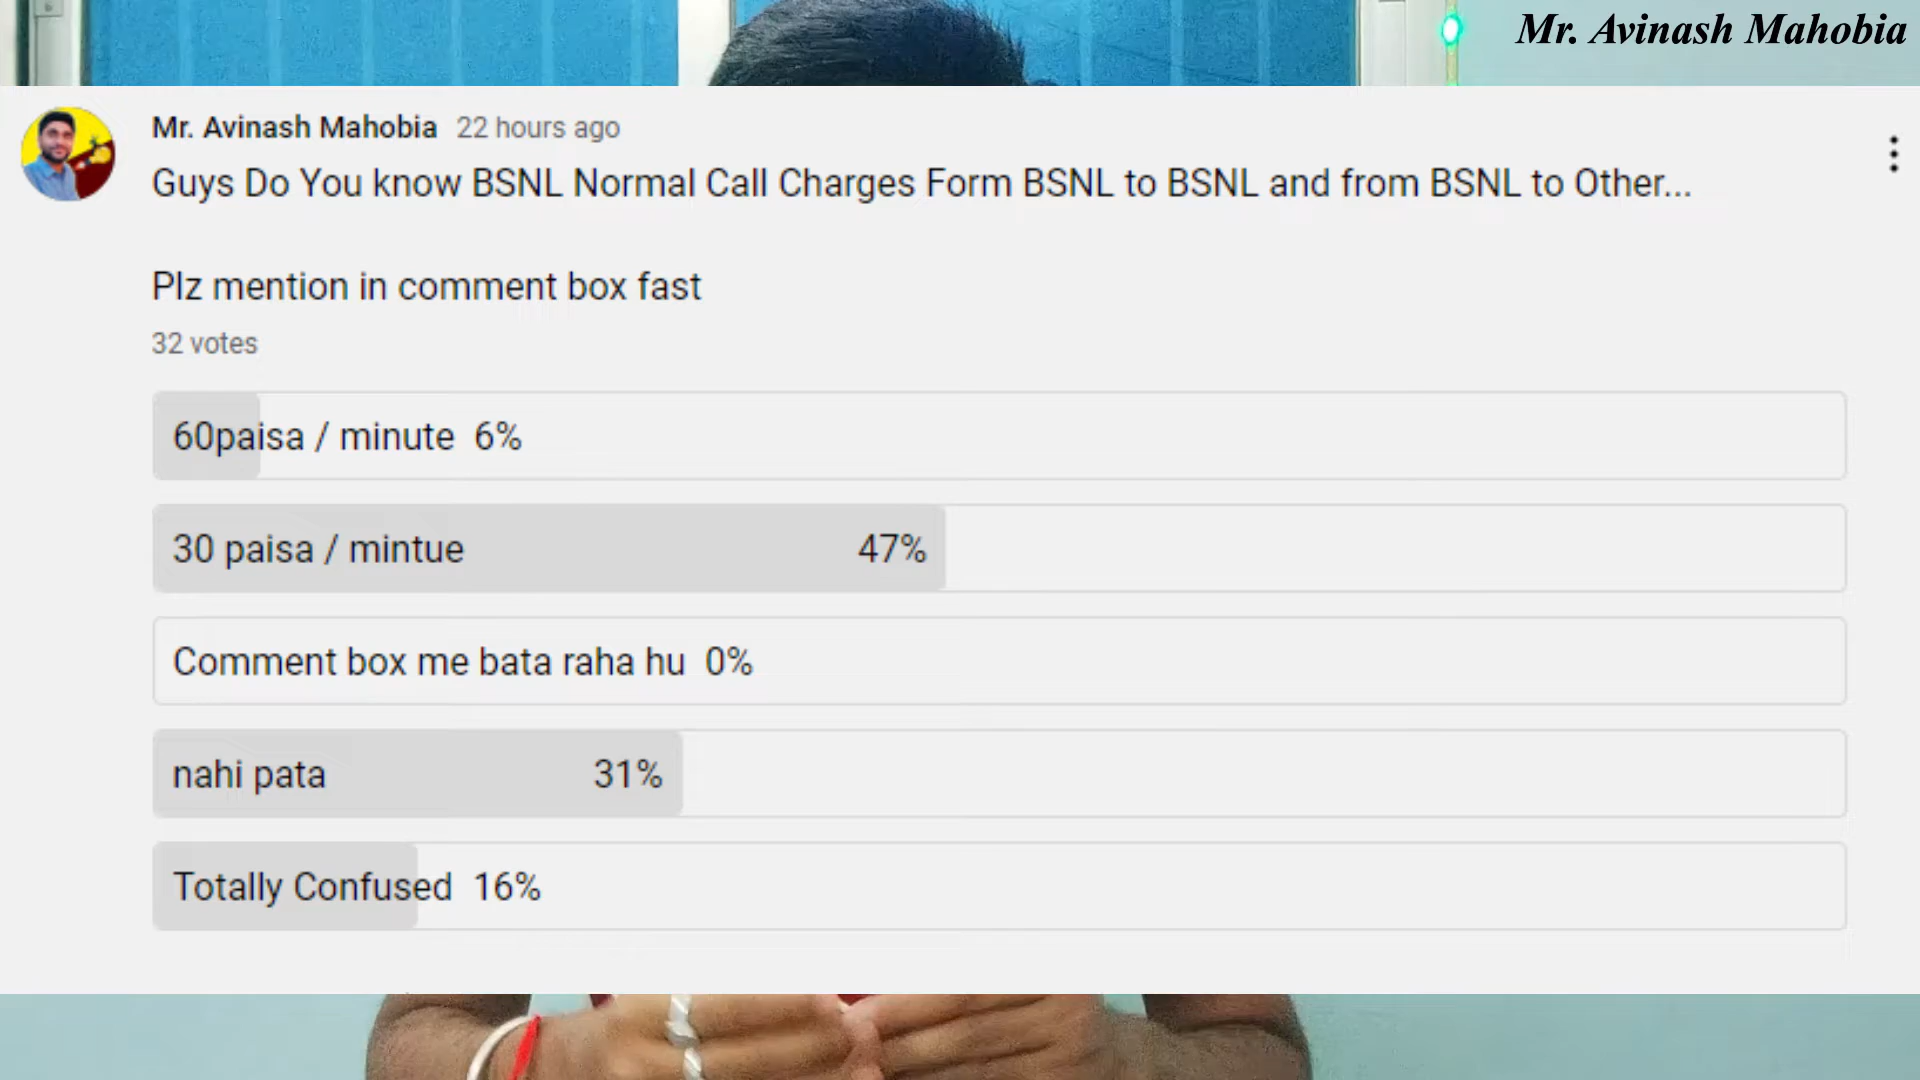 Mr. Avinash Mahobia
Mr. Avinash Mahobia 22 hours ago
Guys Do You know BSNL Normal Call Charges Form BSNL to BSNL and from BSNL to Other...
Plz mention in comment box fast
32 votes
60paisa / minute 6%
30 paisa / mintue 47%
Comment box me bata raha hu 0%
nahi pata 31%
Totally Confused 16%